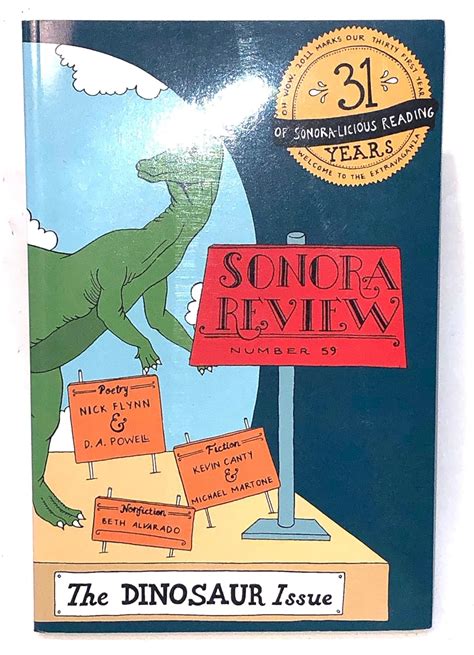 OH WOW, 2011 MARKS OUR THIRTY FIRST YEAR
31
OF SONORA-LICIOUS READING
YEARS
WELCOME TO THE EXTRAVAGANZA
SONORA
REVIEW
NUMBER 59
Poetry
NICK FLYNN
&
D. A. POWELL
Fiction
KEVIN CANTY
&
MICHAEL MARTONE
Nonfiction
BETH ALVARADO
The DINOSAUR Issue